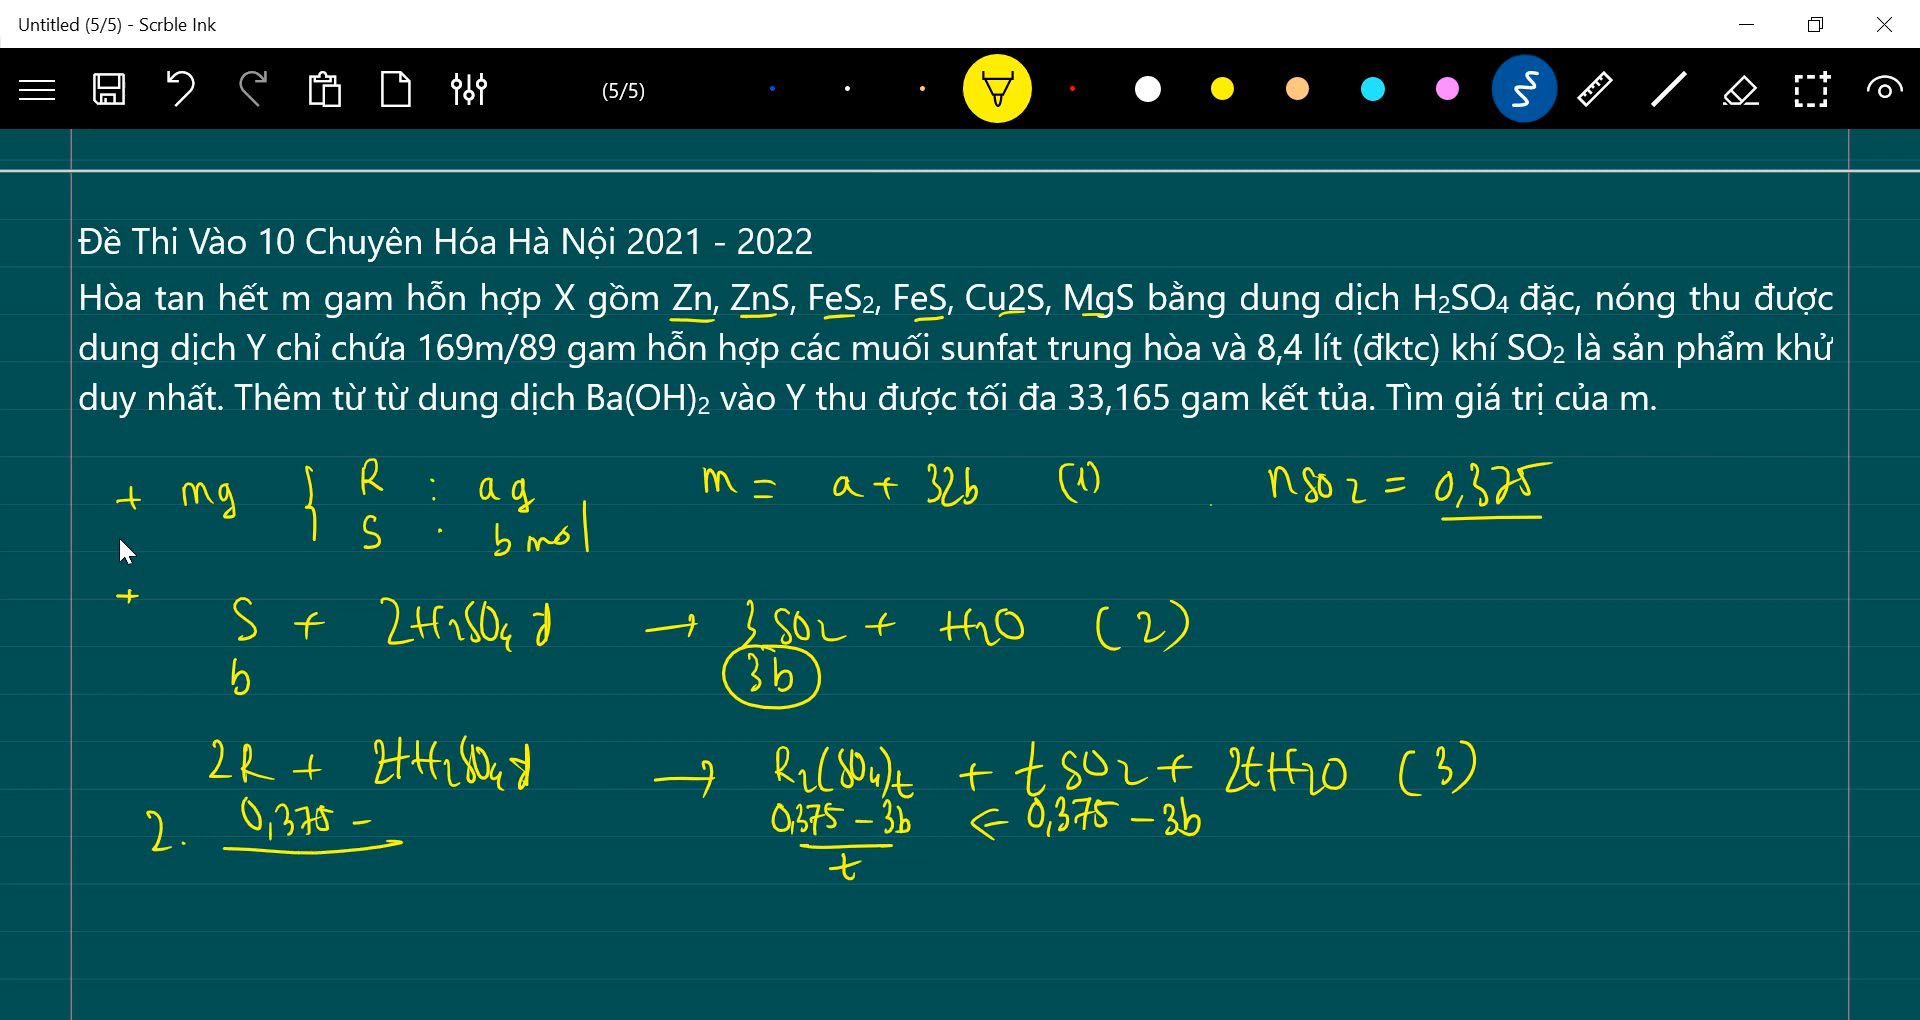 Untitled (5/5) - Scrble Ink
(5/5)
Đề Thi Vào 10 Chuyên Hóa Hà Nội 2021 - 2022
Hòa tan hết m gam hỗn hợp X gồm Zn, ZnS, FeS₂, FeS, Cu2S, MgS bằng dung dịch H₂SO₄ đặc, nóng thu được
dung dịch Y chỉ chứa 169m/89 gam hỗn hợp các muối sunfat trung hòa và 8,4 lít (đktc) khí SO₂ là sản phẩm khử
duy nhất. Thêm từ từ dung dịch Ba(OH)₂ vào Y thu được tối đa 33,165 gam kết tủa. Tìm giá trị của m.
+ mg { R : a g m = a + 32b (1) nSO2 = 0,375
S : b mol
+
S + 2H2SO4 đ → 3SO2 + H2O (2)
b 3b
2R + 2tH2SO4 đ → R2(SO4)t + t SO2 + 2tH2O (3)
2. 0,375 - 0,375 - 3b ← 0,375 - 3b
t